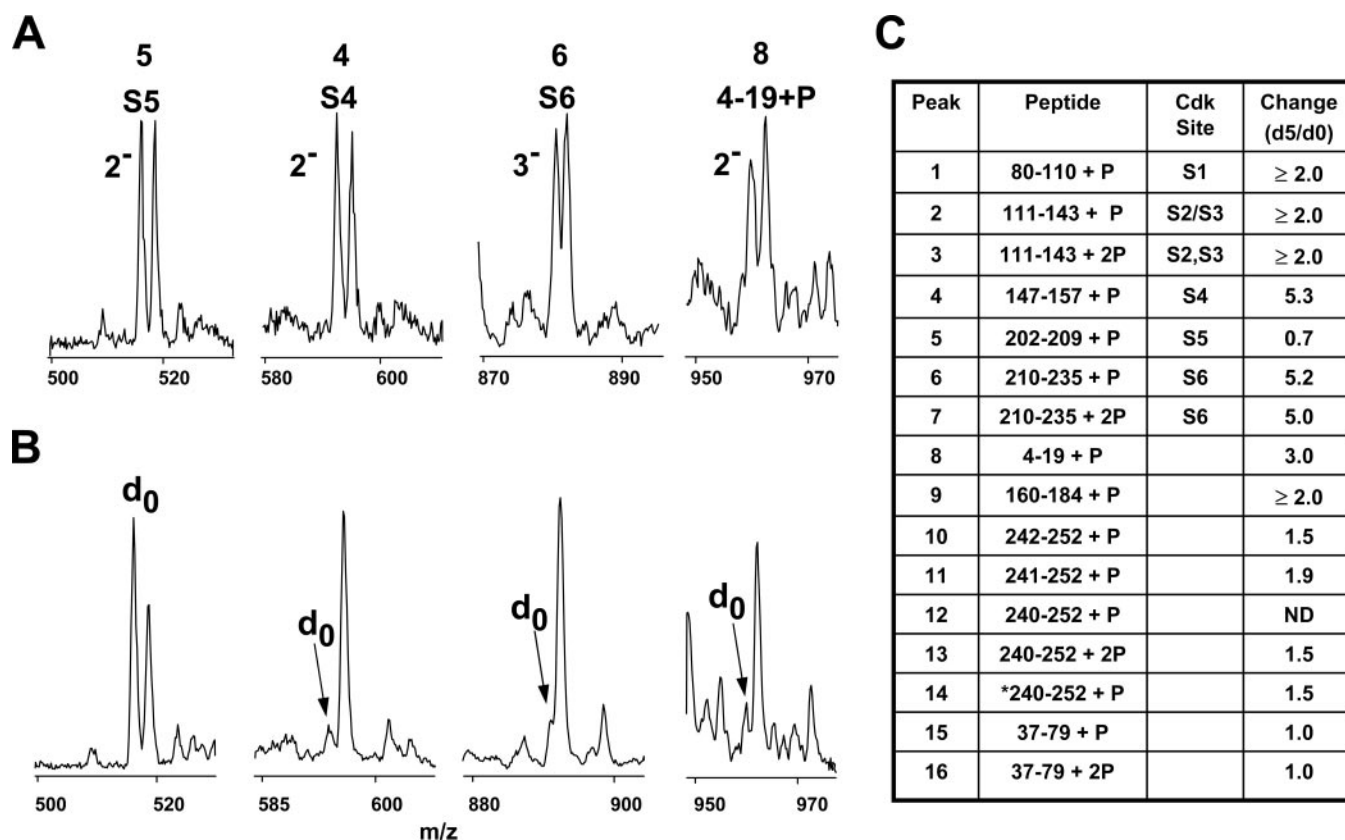 A
5 4 6 8
S5 S4 S6 4-19+P
2- 2- 3- 2-
500 520 580 600 870 890 950 970
B
d0 d0 d0 d0
500 520 585 600 880 900 950 970
m/z
C
Peak Peptide Cdk Site Change (d5/d0)
1 80-110 + P S1 ≥ 2.0
2 111-143 + P S2/S3 ≥ 2.0
3 111-143 + 2P S2,S3 ≥ 2.0
4 147-157 + P S4 5.3
5 202-209 + P S5 0.7
6 210-235 + P S6 5.2
7 210-235 + 2P S6 5.0
8 4-19 + P 3.0
9 160-184 + P ≥ 2.0
10 242-252 + P 1.5
11 241-252 + P 1.9
12 240-252 + P ND
13 240-252 + 2P 1.5
14 *240-252 + P 1.5
15 37-79 + P 1.0
16 37-79 + 2P 1.0